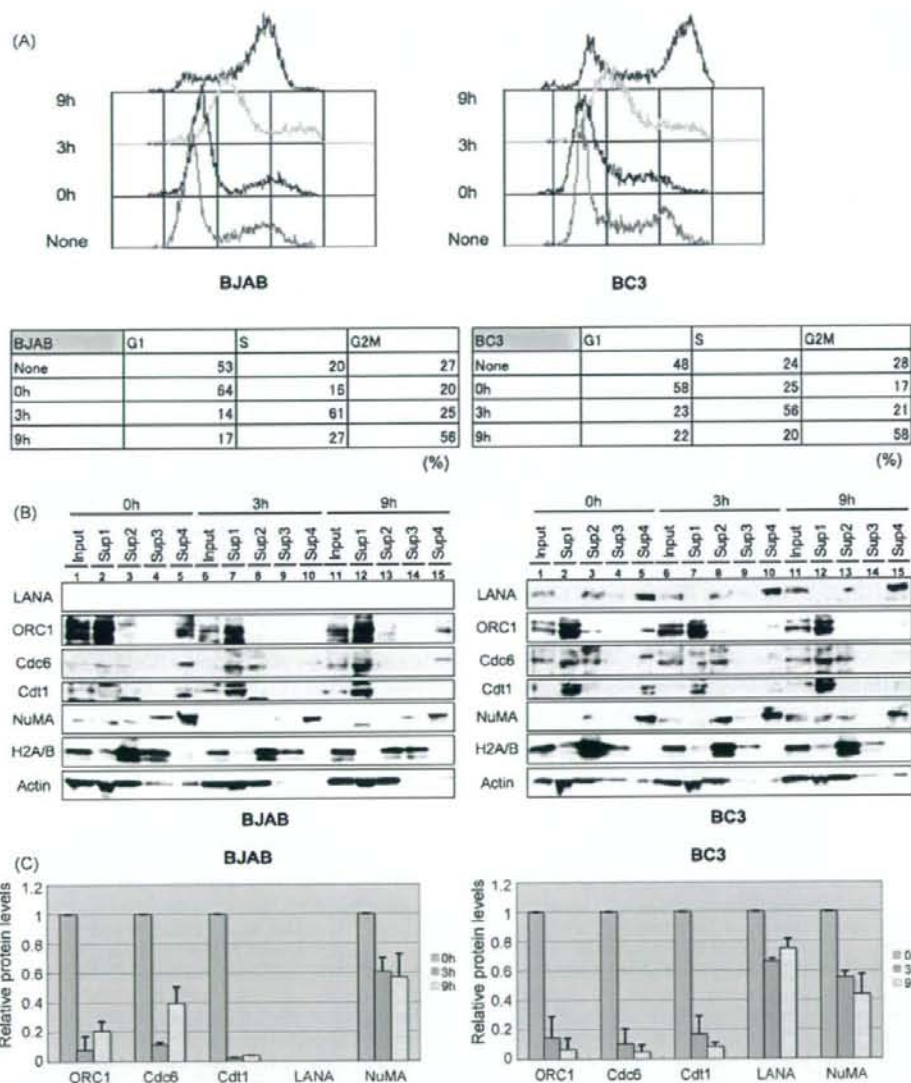 (A)
9h
3h
0h
None
BJAB
9h
3h
0h
None
BC3
BJAB G1 S G2M
None 53 20 27
0h 64 16 20
3h 14 61 25
9h 17 27 56
(%)
BC3 G1 S G2M
None 48 24 28
0h 58 25 17
3h 23 56 21
9h 22 20 58
(%)
(B)
0h 3h 9h
Input Sup1 Sup2 Sup3 Sup4 Input Sup1 Sup2 Sup3 Sup4 Input Sup1 Sup2 Sup3 Sup4
1 2 3 4 5 6 7 8 9 10 11 12 13 14 15
LANA
ORC1
Cdc6
Cdt1
NuMA
H2A/B
Actin
BJAB
0h 3h 9h
Input Sup1 Sup2 Sup3 Sup4 Input Sup1 Sup2 Sup3 Sup4 Input Sup1 Sup2 Sup3 Sup4
1 2 3 4 5 6 7 8 9 10 11 12 13 14 15
LANA
ORC1
Cdc6
Cdt1
NuMA
H2A/B
Actin
BC3
(C)
BJAB
Relative protein levels
1.2
1
0.8
0.6
0.4
0.2
0
ORC1 Cdc6 Cdt1 LANA NuMA
0h
3h
9h
BC3
Relative protein levels
1.2
1
0.8
0.6
0.4
0.2
0
ORC1 Cdc6 Cdt1 LANA NuMA
0
3
9